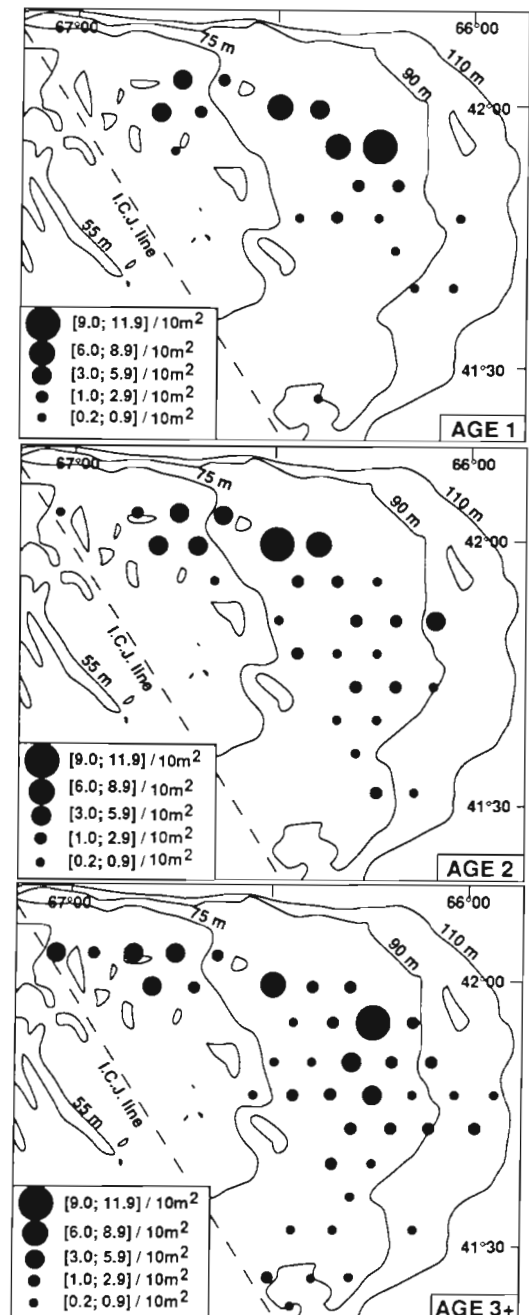 67°00
75 m
66°00
110 m
90 m
42°00
I.C.J. line
55 m
[9.0; 11.9] / 10m²
[6.0; 8.9] / 10m²
[3.0; 5.9] / 10m²
[1.0; 2.9] / 10m²
[0.2; 0.9] / 10m²
41°30
AGE 1
67°00
75 m
66°00
110 m
90 m
42°00
I.C.J. line
55 m
[9.0; 11.9] / 10m²
[6.0; 8.9] / 10m²
[3.0; 5.9] / 10m²
[1.0; 2.9] / 10m²
[0.2; 0.9] / 10m²
41°30
AGE 2
67°00
75 m
66°00
110 m
90 m
42°00
I.C.J. line
55 m
[9.0; 11.9] / 10m²
[6.0; 8.9] / 10m²
[3.0; 5.9] / 10m²
[1.0; 2.9] / 10m²
[0.2; 0.9] / 10m²
41°30
AGE 3+